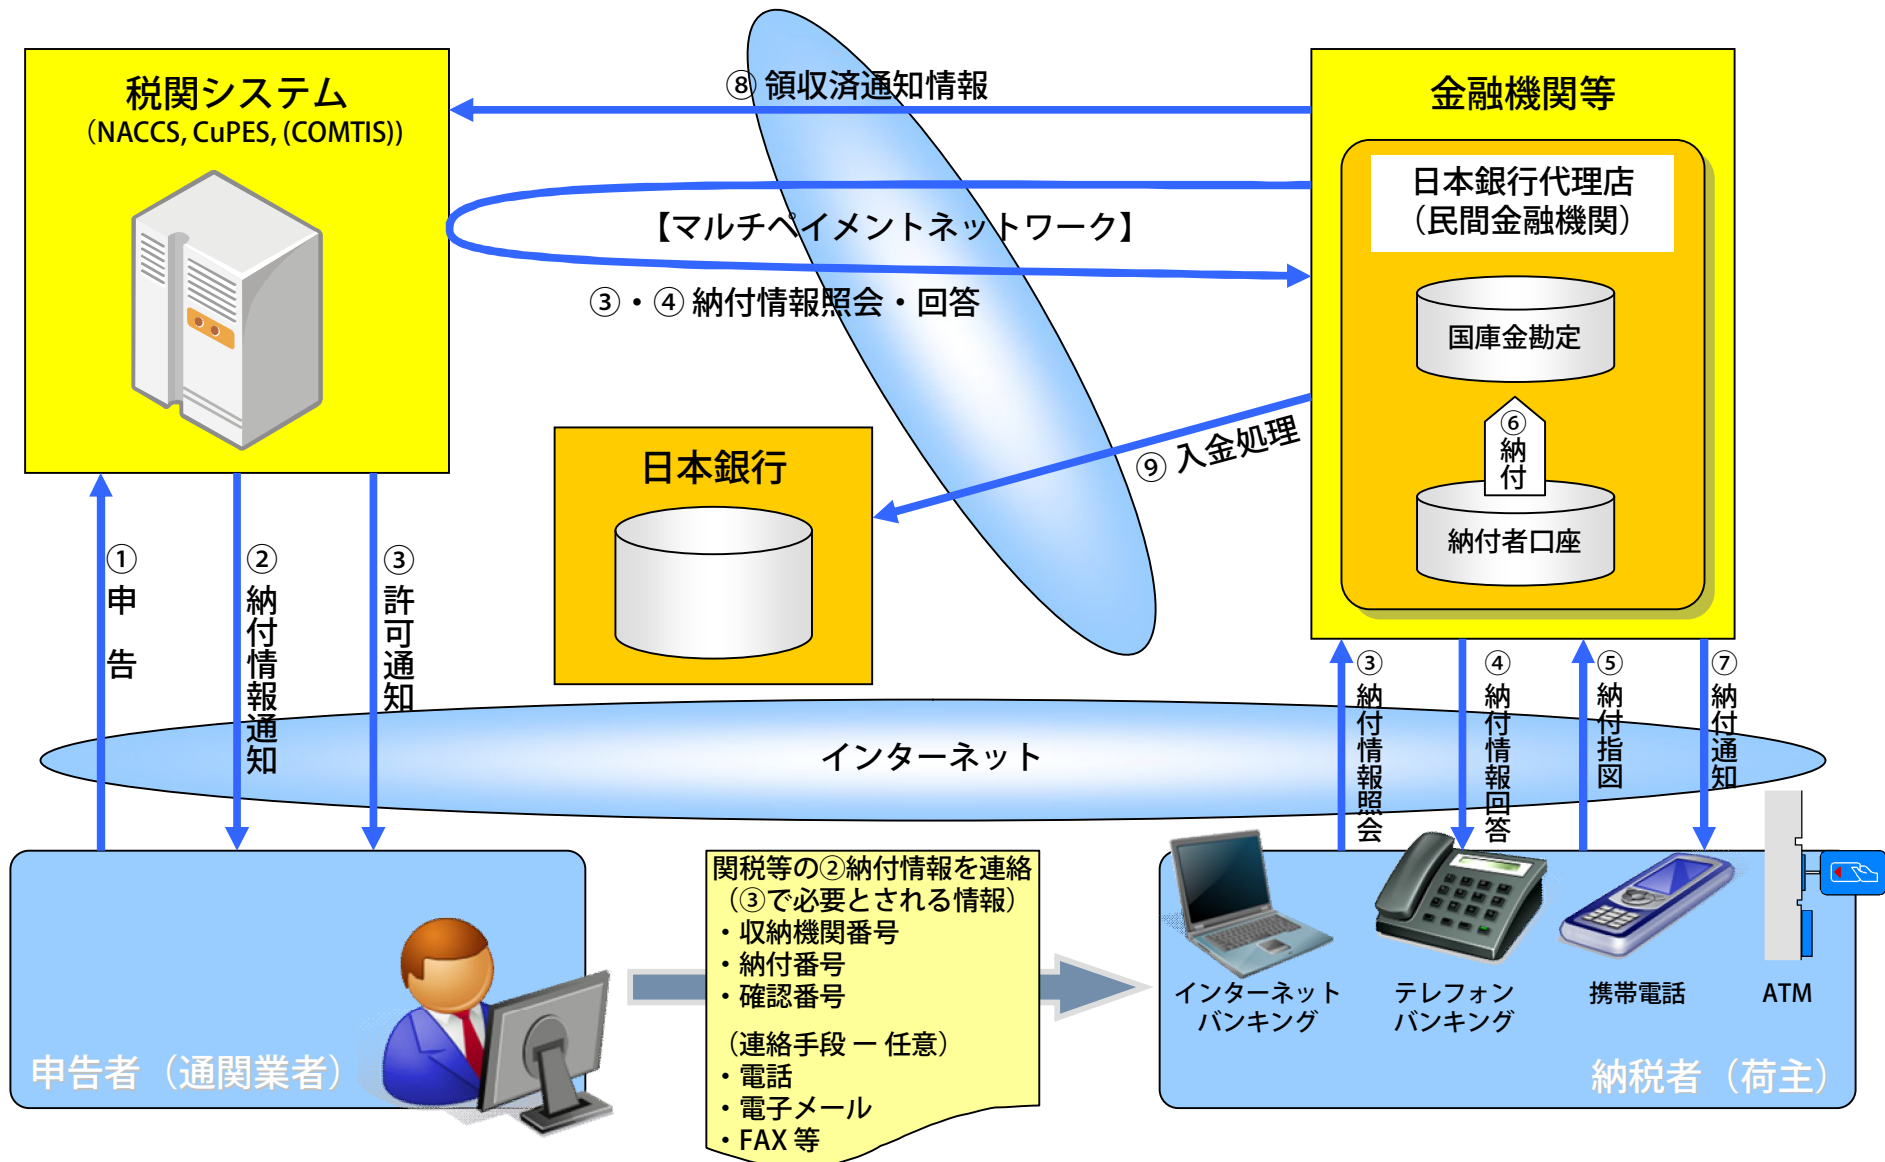 税関システム
（NACCS, CuPES, (COMTIS))
⑧ 領収済通知情報
【マルチペイメントネットワーク】
③・④ 納付情報照会・回答
金融機関等
日本銀行代理店
（民間金融機関）
国庫金勘定
⑥納付
納付者口座
⑨ 入金処理
日本銀行
①申告
②納付情報通知
③許可通知
③納付情報照会
④納付情報回答
⑤納付指図
⑦納付通知
インターネット
申告者（通関業者）
関税等の②納付情報を連絡
（③で必要とされる情報）
・収納機関番号
・納付番号
・確認番号
（連絡手段 ー 任意）
・電話
・電子メール
・FAX 等
インターネット
バンキング
テレフォン
バンキング
携帯電話
ATM
納税者（荷主）